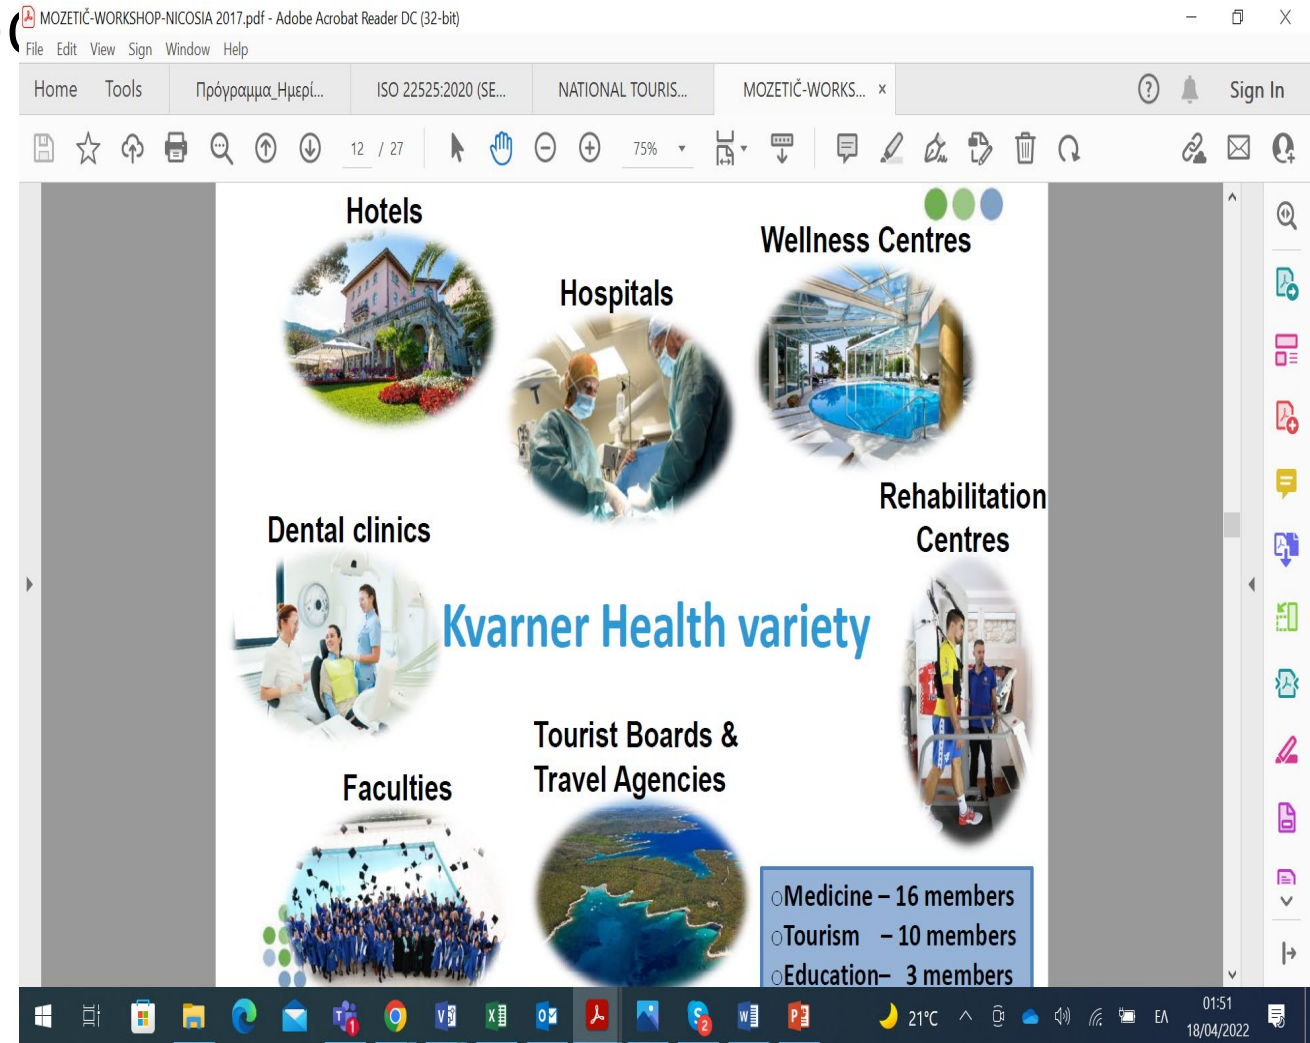 MOZETIČ-WORKSHOP-NICOSIA 2017.pdf - Adobe Acrobat Reader DC (32-bit)
File Edit View Sign Window Help
Home Tools Πρόγραμμα_Ημερί... ISO 22525:2020 (SE... NATIONAL TOURIS... MOZETIČ-WORKS... × Sign In
12 / 27 75%
Hotels
Wellness Centres
Hospitals
Rehabilitation
Centres
Dental clinics
Kvarner Health variety
Tourist Boards &
Travel Agencies
Faculties
○Medicine – 16 members
○Tourism – 10 members
○Education– 3 members
21°C ΕΛ 01:51
18/04/2022